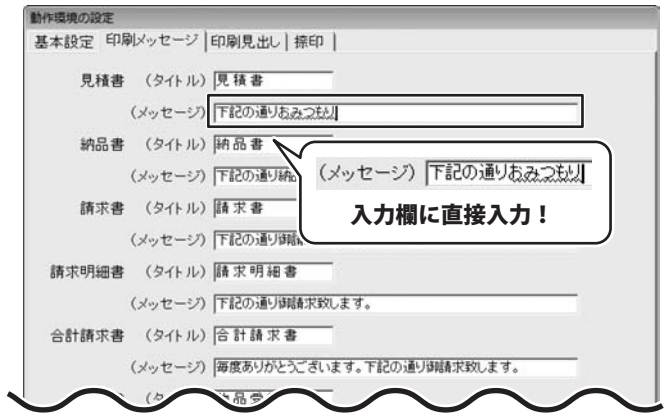 動作環境の設定
基本設定 印刷メッセージ 印刷見出し 捺印
見積書 (タイトル) 見 積 書
(メッセージ) 下記の通りおみつもり
納品書 (タイトル) 納 品 書
(メッセージ) 下記の通り納
(メッセージ) 下記の通りおみつもり
入力欄に直接入力！
請求書 (タイトル) 請 求 書
(メッセージ) 下記の通り御請
請求明細書 (タイトル) 請 求 明 細 書
(メッセージ) 下記の通り御請求致します。
合計請求書 (タイトル) 合 計 請 求 書
(メッセージ) 毎度ありがとうございます。下記の通り御請求致します。